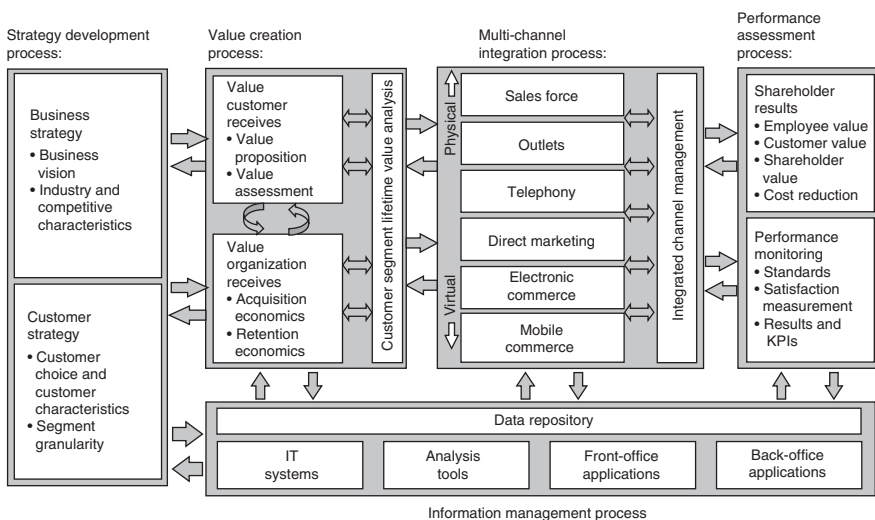 Strategy development
process:
Business
strategy
• Business
vision
• Industry and
competitive
characteristics
Customer
strategy
• Customer
choice and
customer
characteristics
• Segment
granularity
Value creation
process:
Value
customer
receives
• Value
proposition
• Value
assessment
Value
organization
receives
• Acquisition
economics
• Retention
economics
Customer segment lifetime value analysis
Multi-channel
integration process:
Physical
Virtual
Sales force
Outlets
Telephony
Direct marketing
Electronic
commerce
Mobile
commerce
Integrated channel management
Performance
assessment
process:
Shareholder
results
• Employee value
• Customer value
• Shareholder
value
• Cost reduction
Performance
monitoring
• Standards
• Satisfaction
measurement
• Results and
KPIs
Data repository
IT
systems
Analysis
tools
Front-office
applications
Back-office
applications
Information management process